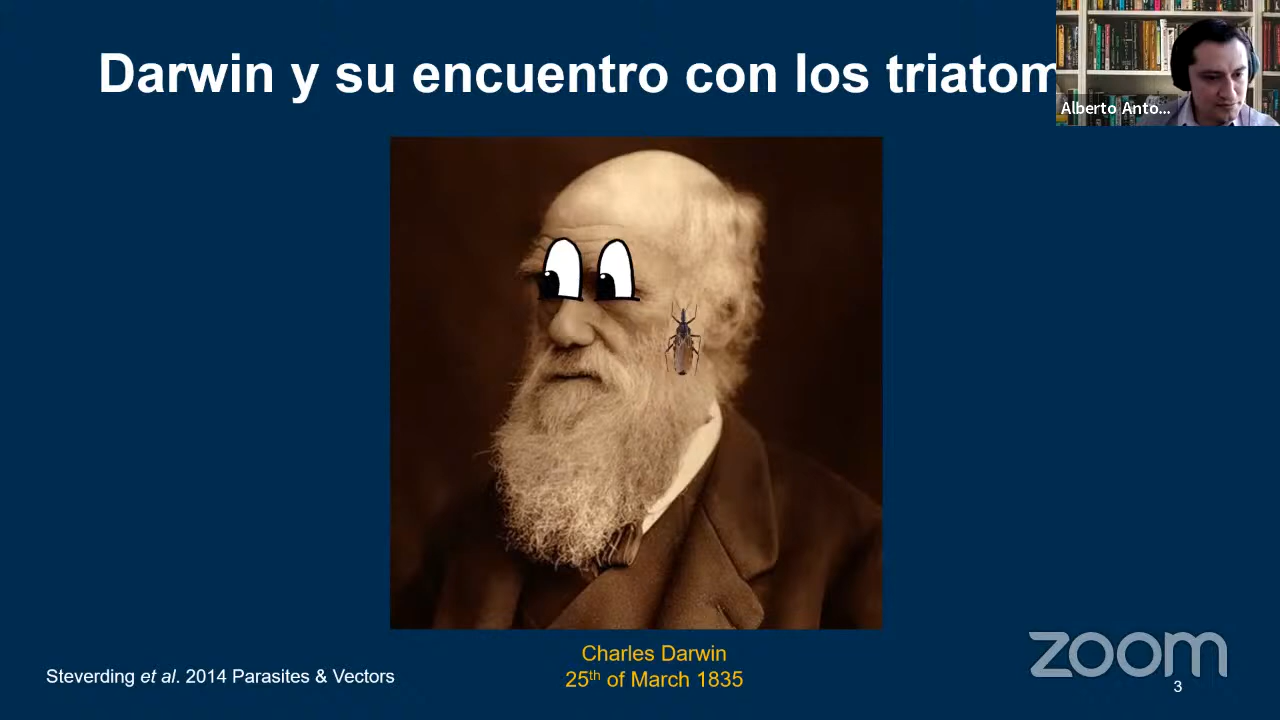 Darwin y su encuentro con los triatom
Alberto Anto...
Charles Darwin
25th of March 1835
Steverding et al. 2014 Parasites & Vectors
zoom
3